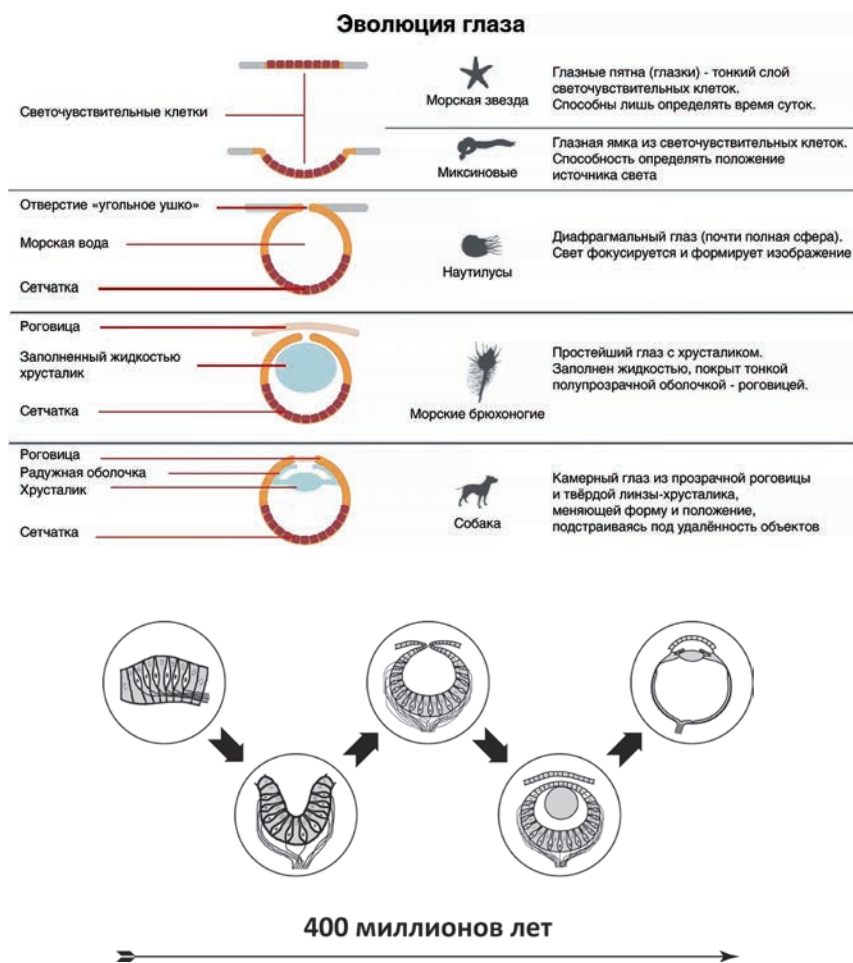 Эволюция глаза
Светочувствительные клетки
Морская звезда
Глазные пятна (глазки) - тонкий слой
светочувствительных клеток.
Способны лишь определять время суток.
Миксиновые
Глазная ямка из светочувствительных клеток.
Способность определять положение
источника света
Отверстие «угольное ушко»
Морская вода
Сетчатка
Наутилусы
Диафрагмальный глаз (почти полная сфера).
Свет фокусируется и формирует изображение
Роговица
Заполненный жидкостью
хрусталик
Сетчатка
Морские брюхоногие
Простейший глаз с хрусталиком.
Заполнен жидкостью, покрыт тонкой
полупрозрачной оболочкой - роговицей.
Роговица
Радужная оболочка
Хрусталик
Сетчатка
Собака
Камерный глаз из прозрачной роговицы
и твёрдой линзы-хрусталика,
меняющей форму и положение,
подстраиваясь под удалённость объектов
400 миллионов лет